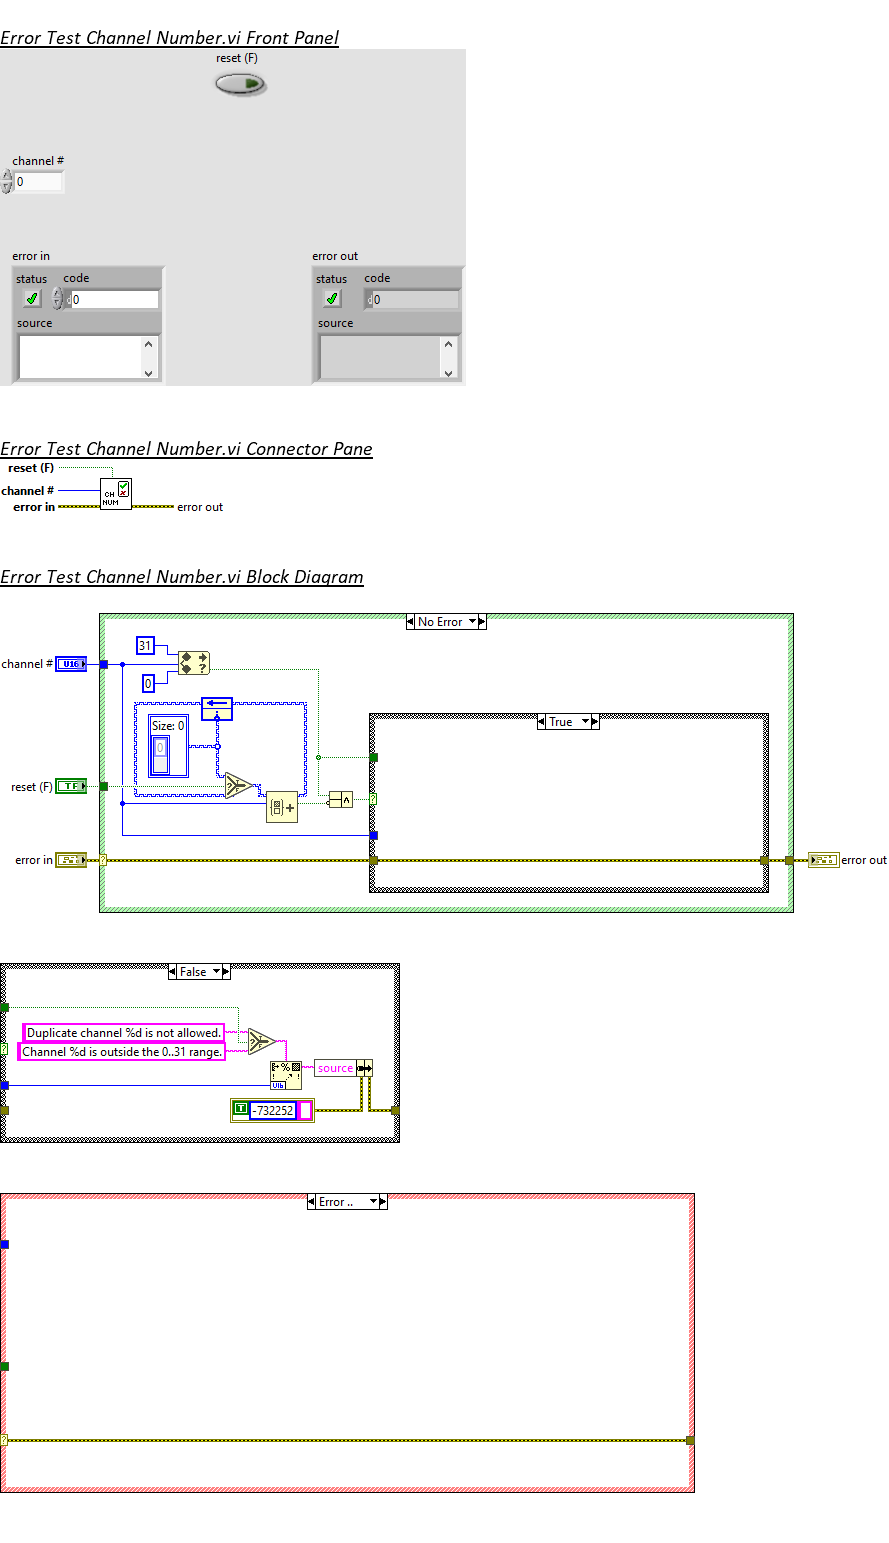 Error Test Channel Number.vi Front Panel
reset (F)
channel #
0
error in
error out
status code
0
source
status code
0
source
Error Test Channel Number.vi Connector Pane
reset (F)
channel #
error in
CH
NUM
error out
Error Test Channel Number.vi Block Diagram
No Error
31
channel #
U16
?
0
Size: 0
0
True
reset (F)
TF
?
T
F
+
∧
?
error in
?
error out
False
Duplicate channel %d is not allowed.
?
T
F
?
Channel %d is outside the 0..31 range.
%
source
U16
T
-732252
Error ..
?